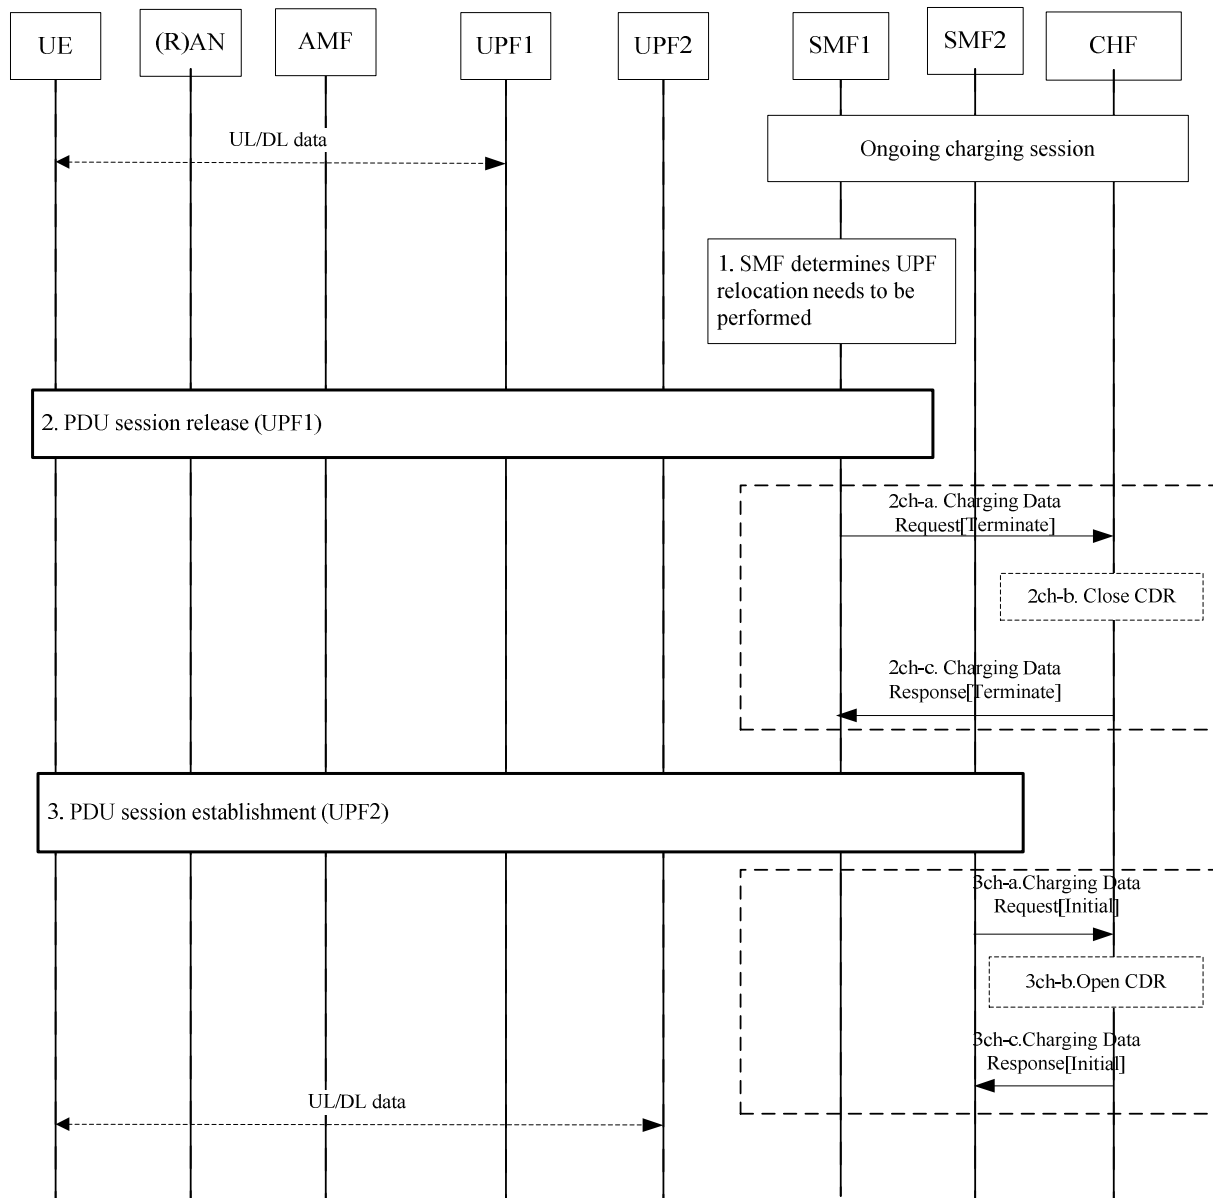 UE
(R)AN
AMF
UPF1
UPF2
SMF1
SMF2
CHF
UL/DL data
Ongoing charging session
1. SMF determines UPF
relocation needs to be
performed
2. PDU session release (UPF1)
2ch-a. Charging Data
Request[Terminate]
2ch-b. Close CDR
2ch-c. Charging Data
Response[Terminate]
3. PDU session establishment (UPF2)
3ch-a.Charging Data
Request[Initial]
3ch-b.Open CDR
3ch-c.Charging Data
Response[Initial]
UL/DL data